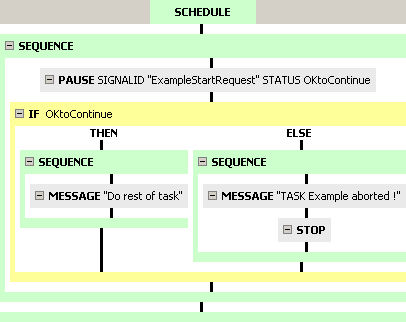 SCHEDULE
SEQUENCE
PAUSE SIGNALID "ExampleStartRequest" STATUS OKtoContinue
IF OKtoContinue
THEN ELSE
SEQUENCE SEQUENCE
MESSAGE "Do rest of task" MESSAGE "TASK Example aborted !"
STOP